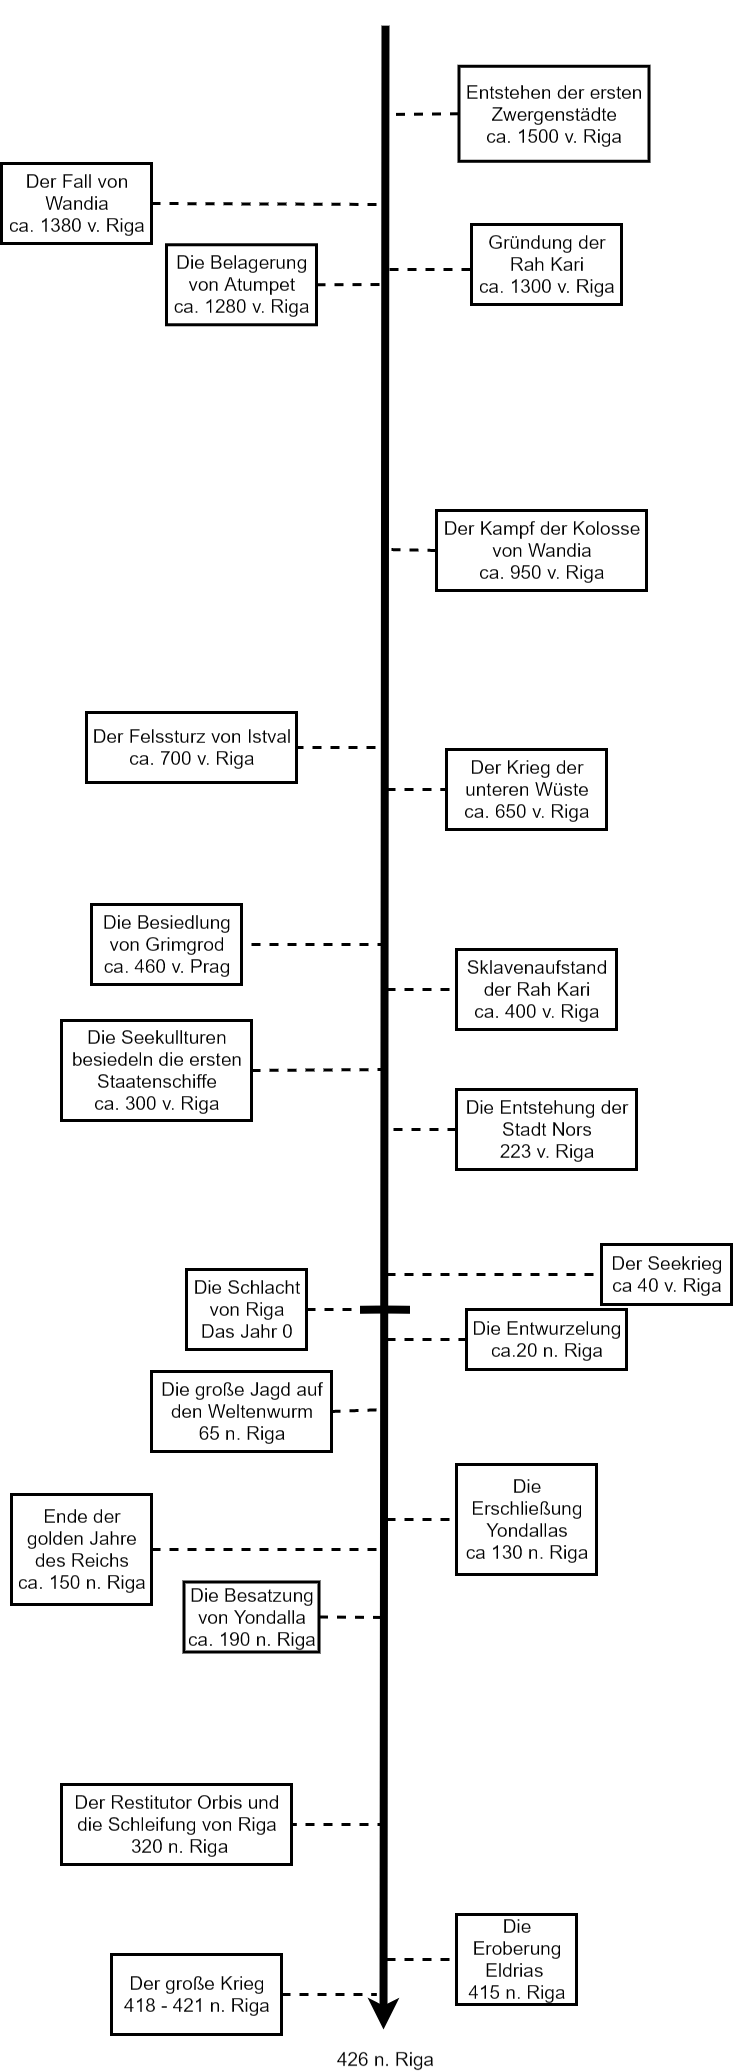 Entstehen der ersten
Zwergenstädte
ca. 1500 v. Riga
Der Fall von
Wandia
ca. 1380 v. Riga
Gründung der
Rah Kari
ca. 1300 v. Riga
Die Belagerung
von Atumpet
ca. 1280 v. Riga
Der Kampf der Kolosse
von Wandia
ca. 950 v. Riga
Der Felssturz von Istval
ca. 700 v. Riga
Der Krieg der
unteren Wüste
ca. 650 v. Riga
Die Besiedlung
von Grimgrod
ca. 460 v. Prag
Sklavenaufstand
der Rah Kari
ca. 400 v. Riga
Die Seekullturen
besiedeln die ersten
Staatenschiffe
ca. 300 v. Riga
Die Entstehung der
Stadt Nors
223 v. Riga
Der Seekrieg
ca 40 v. Riga
Die Schlacht
von Riga
Das Jahr 0
Die Entwurzelung
ca.20 n. Riga
Die große Jagd auf
den Weltenwurm
65 n. Riga
Die
Erschließung
Yondallas
ca 130 n. Riga
Ende der
golden Jahre
des Reichs
ca. 150 n. Riga
Die Besatzung
von Yondalla
ca. 190 n. Riga
Der Restitutor Orbis und
die Schleifung von Riga
320 n. Riga
Die
Eroberung
Eldrias
415 n. Riga
Der große Krieg
418 - 421 n. Riga
426 n. Riga